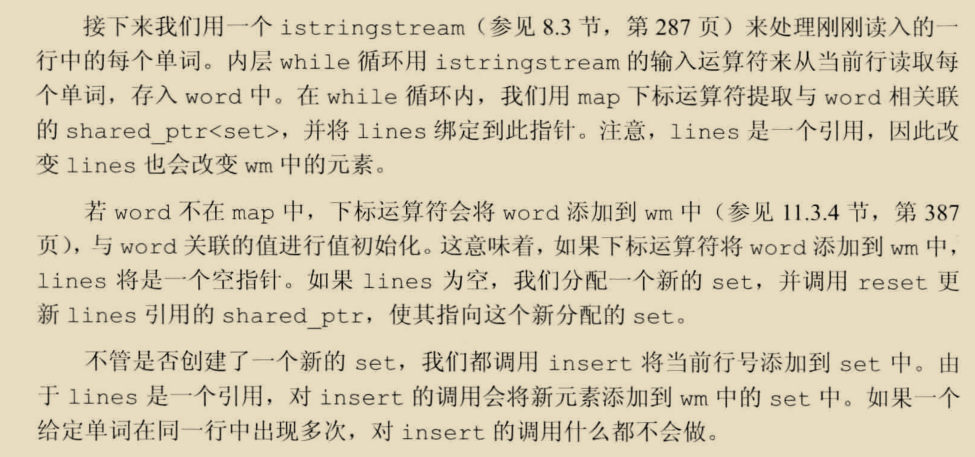 接下来我们用一个 istringstream（参见 8.3 节，第 287 页）来处理刚刚读入的一
行中的每个单词。内层 while 循环用 istringstream 的输入运算符来从当前行读取每
个单词，存入 word 中。在 while 循环内，我们用 map 下标运算符提取与 word 相关联
的 shared_ptr<set>，并将 lines 绑定到此指针。注意，lines 是一个引用，因此改
变 lines 也会改变 wm 中的元素。
若 word 不在 map 中，下标运算符会将 word 添加到 wm 中（参见 11.3.4 节，第 387
页），与 word 关联的值进行值初始化。这意味着，如果下标运算符将 word 添加到 wm 中，
lines 将是一个空指针。如果 lines 为空，我们分配一个新的 set，并调用 reset 更
新 lines 引用的 shared_ptr，使其指向这个新分配的 set。
不管是否创建了一个新的 set，我们都调用 insert 将当前行号添加到 set 中。由
于 lines 是一个引用，对 insert 的调用会将新元素添加到 wm 中的 set 中。如果一个
给定单词在同一行中出现多次，对 insert 的调用什么都不会做。